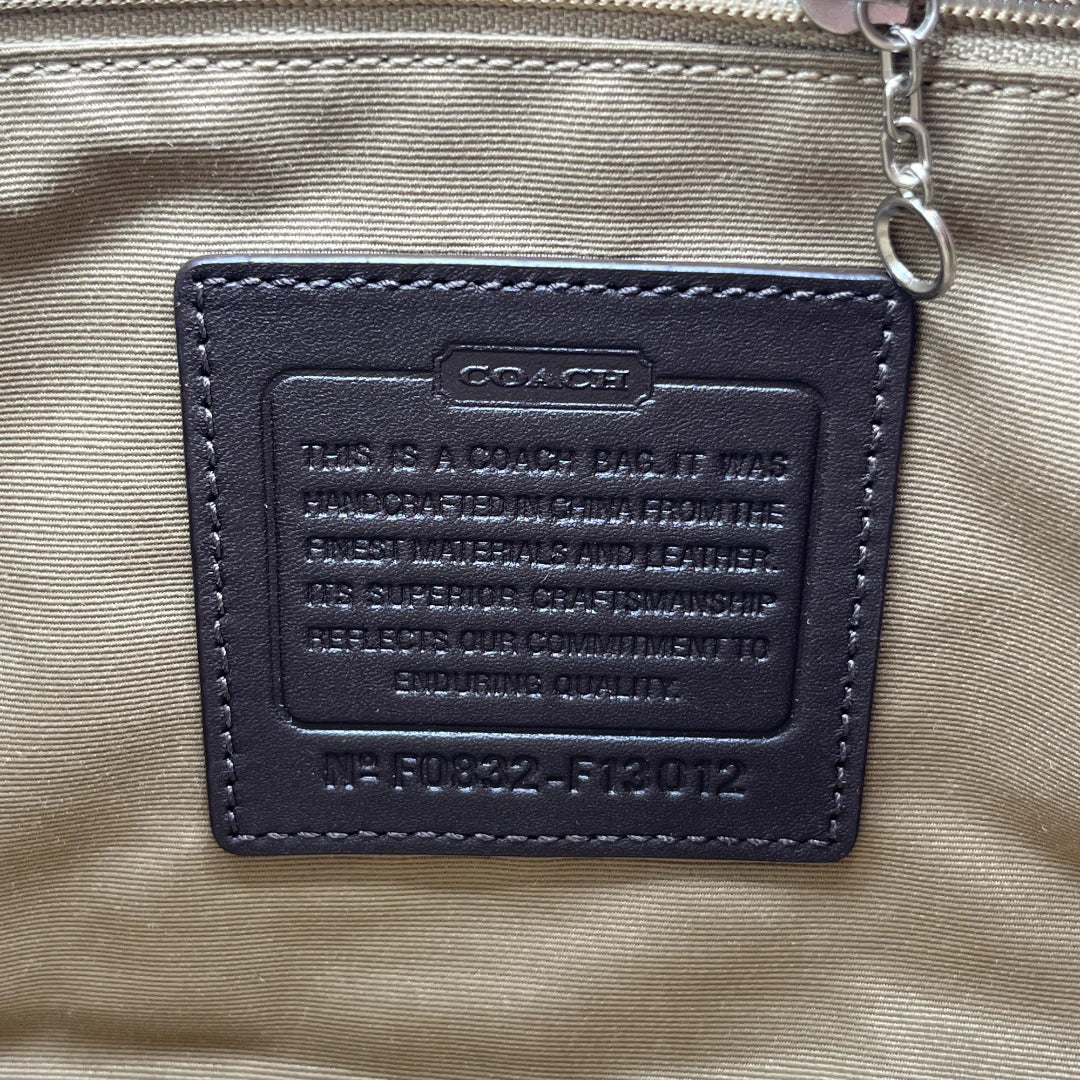 COACH
THIS IS A COACH BAG. IT WAS
HANDCRAFTED IN CHINA FROM THE
FINEST MATERIALS AND LEATHER.
ITS SUPERIOR CRAFTSMANSHIP
REFLECTS OUR COMMITMENT TO
ENDURING QUALITY.
Nº F0832-F13012